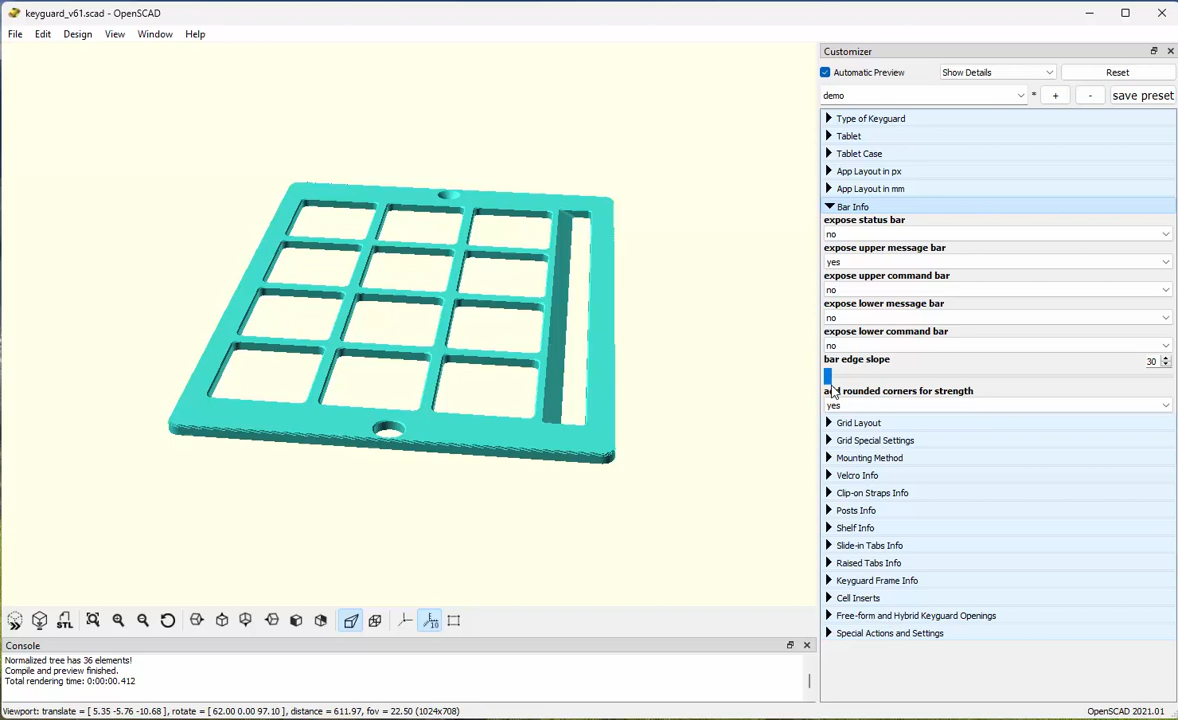 keyguard_v61.scad - OpenSCAD
File Edit Design View Window Help
Customizer
Automatic Preview Show Details Reset
demo * + - save preset
Type of Keyguard
Tablet
Tablet Case
App Layout in px
App Layout in mm
Bar Info
expose status bar
no
expose upper message bar
yes
expose upper command bar
no
expose lower message bar
no
expose lower command bar
no
bar edge slope
30
add rounded corners for strength
yes
Grid Layout
Grid Special Settings
Mounting Method
Velcro Info
Clip-on Straps Info
Posts Info
Shelf Info
Slide-in Tabs Info
Raised Tabs Info
Keyguard Frame Info
Cell Inserts
Free-form and Hybrid Keyguard Openings
Special Actions and Settings
STL
10
Console
Normalized tree has 36 elements!
Compile and preview finished.
Total rendering time: 0:00:00.412
Viewport: translate = [ 5.35 -5.76 -10.68 ], rotate = [ 62.00 0.00 97.10 ], distance = 611.97, fov = 22.50 (1024x708)
OpenSCAD 2021.01